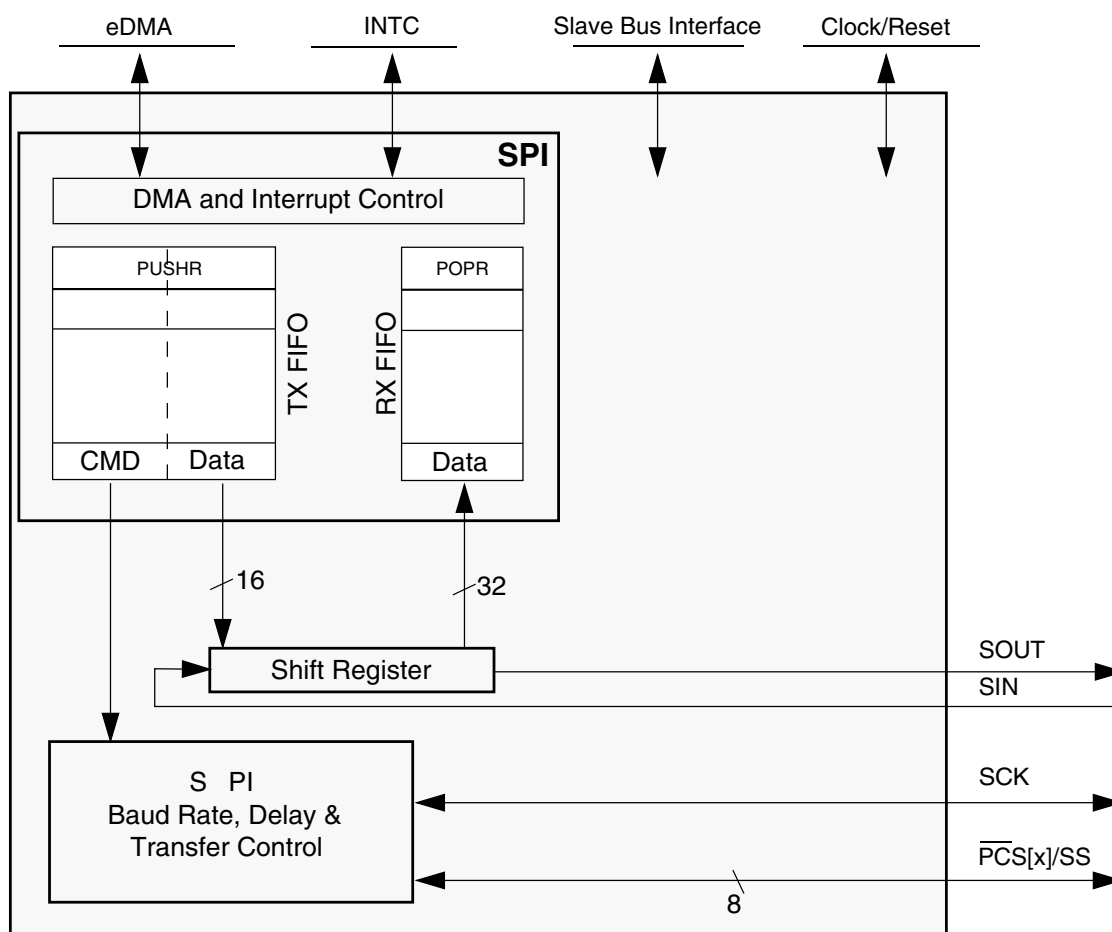 eDMA
INTC
Slave Bus Interface
Clock/Reset
SPI
DMA and Interrupt Control
PUSHR
POPR
TX FIFO
RX FIFO
CMD
Data
Data
16
32
Shift Register
SOUT
SIN
S PI
Baud Rate, Delay &
Transfer Control
SCK
PCS[x]/SS
8